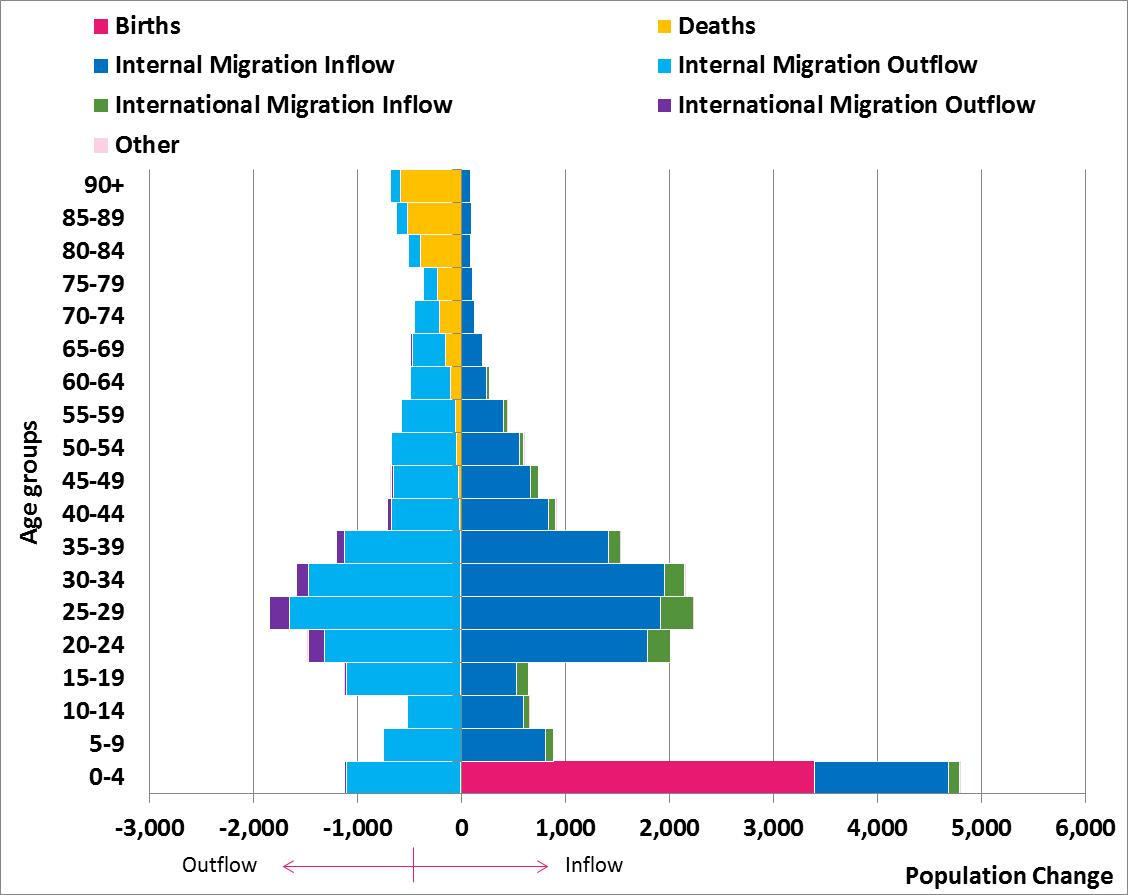 Births
Deaths
Internal Migration Inflow
Internal Migration Outflow
International Migration Inflow
International Migration Outflow
Other
90+
85-89
80-84
75-79
70-74
65-69
60-64
55-59
50-54
45-49
40-44
35-39
30-34
25-29
20-24
15-19
10-14
5-9
0-4
Age groups
-3,000 -2,000 -1,000 0 1,000 2,000 3,000 4,000 5,000 6,000
Outflow Inflow
Population Change